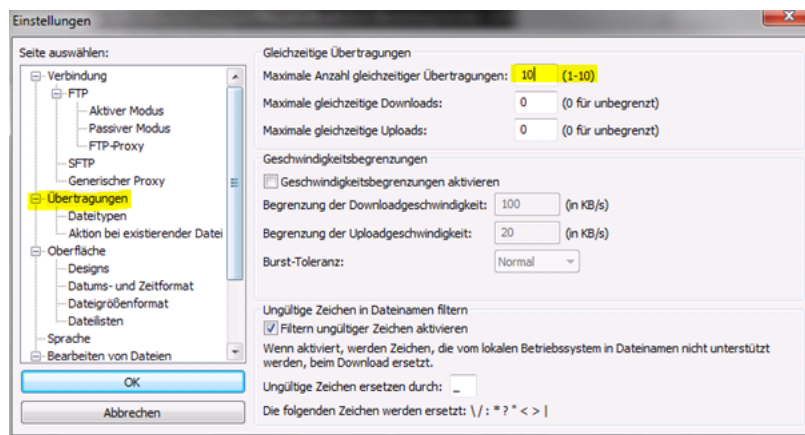 Einstellungen
Seite auswählen:
Verbindung
FTP
Aktiver Modus
Passiver Modus
FTP-Proxy
SFTP
Generischer Proxy
Übertragungen
Dateitypen
Aktion bei existierender Datei
Oberfläche
Designs
Datums- und Zeitformat
Dateigrößenformat
Dateilisten
Sprache
Bearbeiten von Dateien
OK
Abbrechen
Gleichzeitige Übertragungen
Maximale Anzahl gleichzeitiger Übertragungen: 10 (1-10)
Maximale gleichzeitige Downloads: 0 (0 für unbegrenzt)
Maximale gleichzeitige Uploads: 0 (0 für unbegrenzt)
Geschwindigkeitsbegrenzungen
Geschwindigkeitsbegrenzungen aktivieren
Begrenzung der Downloadgeschwindigkeit: 100 (in KB/s)
Begrenzung der Uploadgeschwindigkeit: 20 (in KB/s)
Burst-Toleranz: Normal
Ungültige Zeichen in Dateinamen filtern
Filtern ungültiger Zeichen aktivieren
Wenn aktiviert, werden Zeichen, die vom lokalen Betriebssystem in Dateinamen nicht unterstützt
werden, beim Download ersetzt.
Ungültige Zeichen ersetzen durch: _
Die folgenden Zeichen werden ersetzt: \ / : * ? " < > |